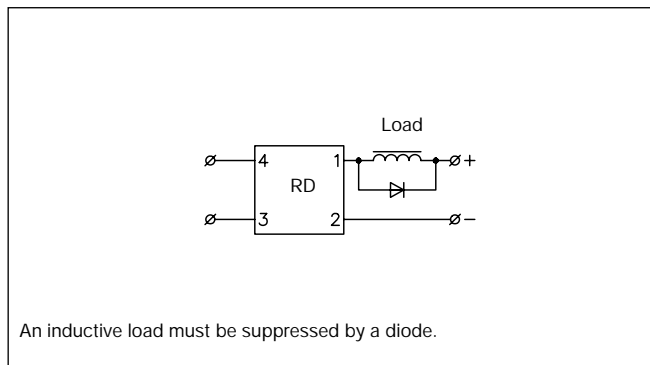 Load
4 1 +
RD
3 2 −
An inductive load must be suppressed by a diode.